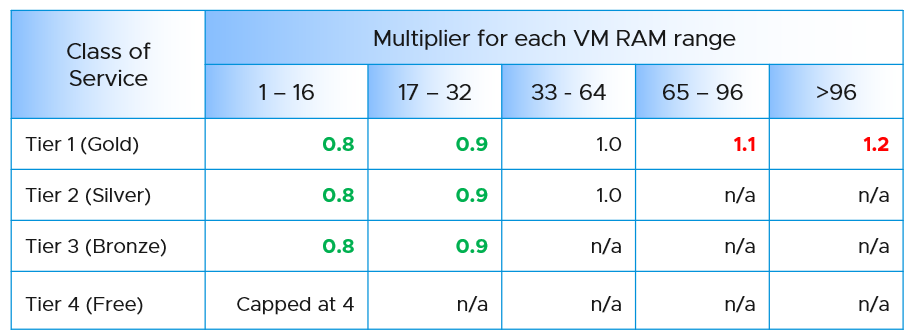 Class of
Service
Multiplier for each VM RAM range
1 – 16 17 – 32 33 - 64 65 – 96 >96
Tier 1 (Gold) 0.8 0.9 1.0 1.1 1.2
Tier 2 (Silver) 0.8 0.9 1.0 n/a n/a
Tier 3 (Bronze) 0.8 0.9 n/a n/a n/a
Tier 4 (Free) Capped at 4 n/a n/a n/a n/a